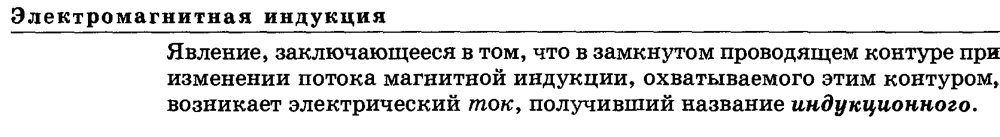 Электромагнитная индукция
Явление, заключающееся в том, что в замкнутом проводящем контуре при
изменении потока магнитной индукции, охватываемого этим контуром,
возникает электрический ток, получивший название индукционного.